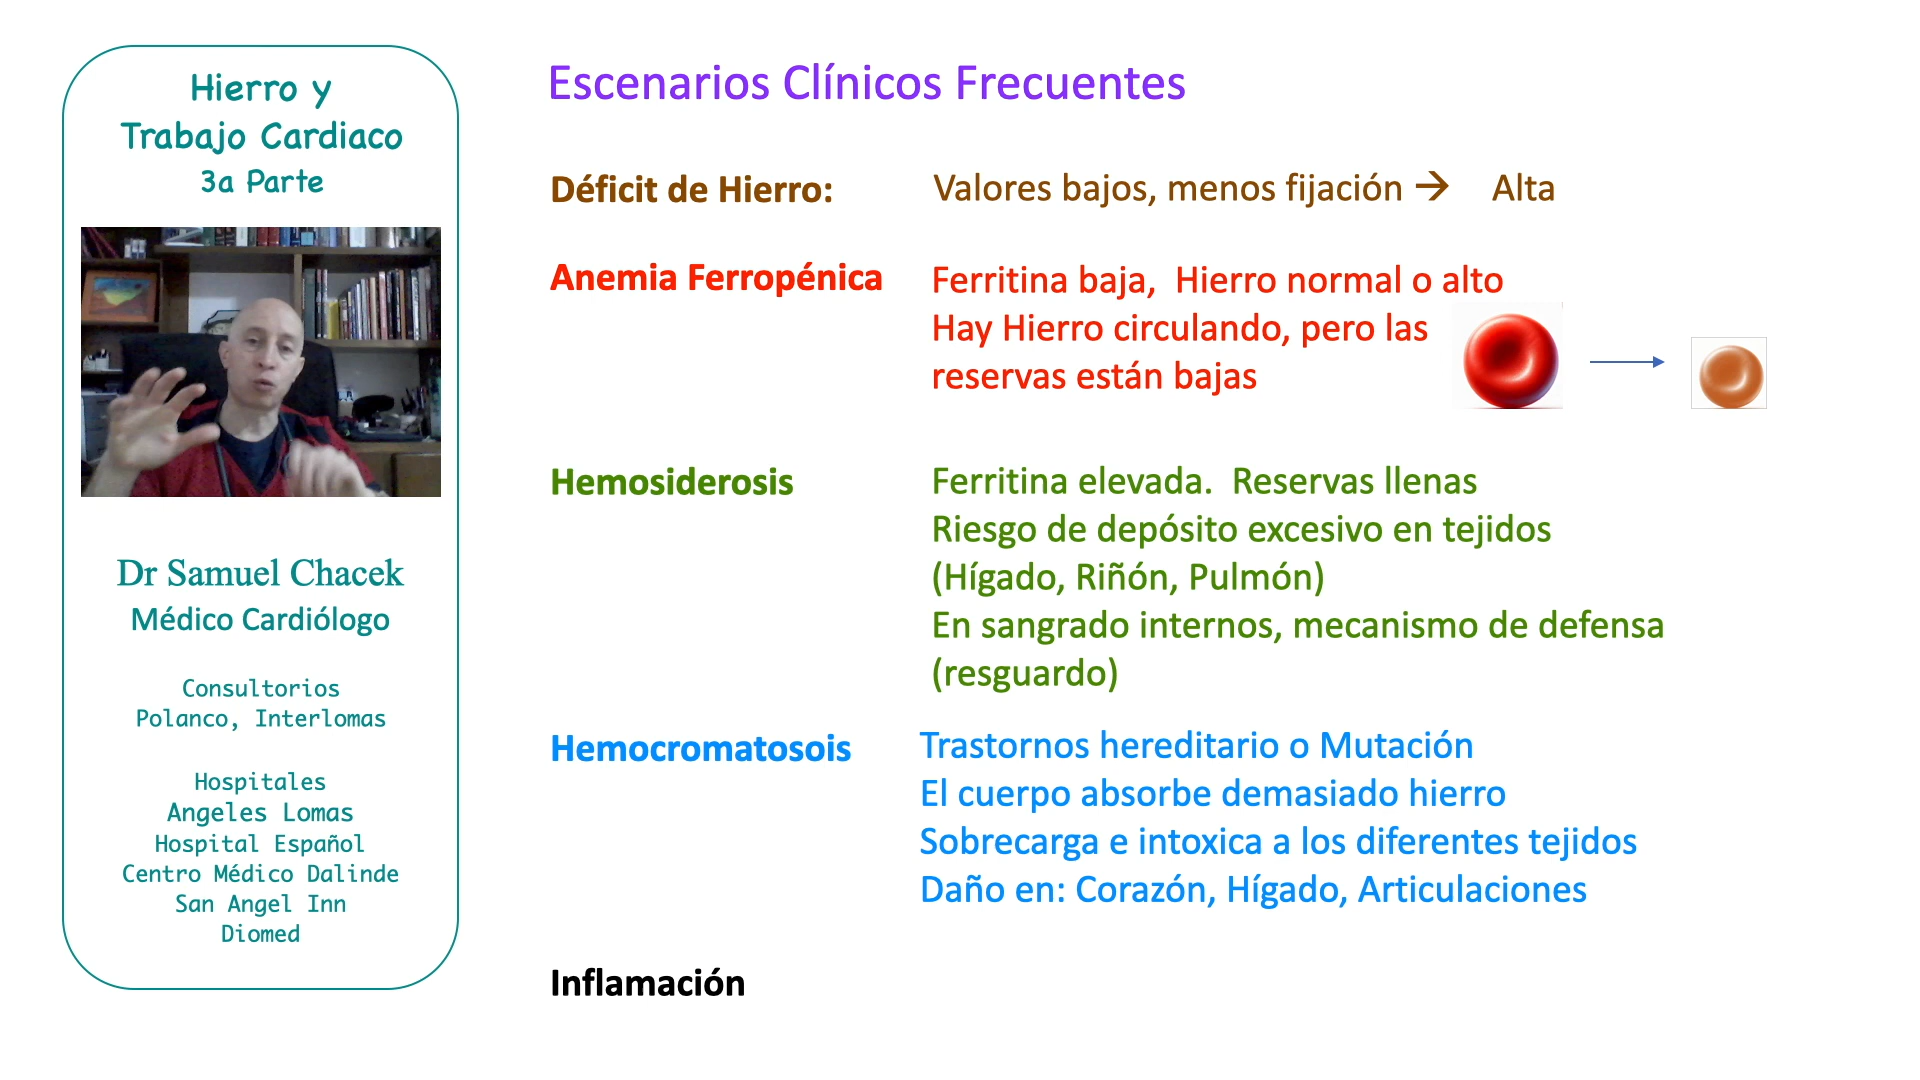 Hierro y
Trabajo Cardiaco
3a Parte
Dr Samuel Chacek
Médico Cardiólogo
Consultorios
Polanco, Interlomas
Hospitales
Angeles Lomas
Hospital Español
Centro Médico Dalinde
San Angel Inn
Diomed
Escenarios Clínicos Frecuentes
Déficit de Hierro: Valores bajos, menos fijación → Alta
Anemia Ferropénica Ferritina baja, Hierro normal o alto
Hay Hierro circulando, pero las
reservas están bajas
Hemosiderosis Ferritina elevada. Reservas llenas
Riesgo de depósito excesivo en tejidos
(Hígado, Riñón, Pulmón)
En sangrado internos, mecanismo de defensa
(resguardo)
Hemocromatosois Trastornos hereditario o Mutación
El cuerpo absorbe demasiado hierro
Sobrecarga e intoxica a los diferentes tejidos
Daño en: Corazón, Hígado, Articulaciones
Inflamación